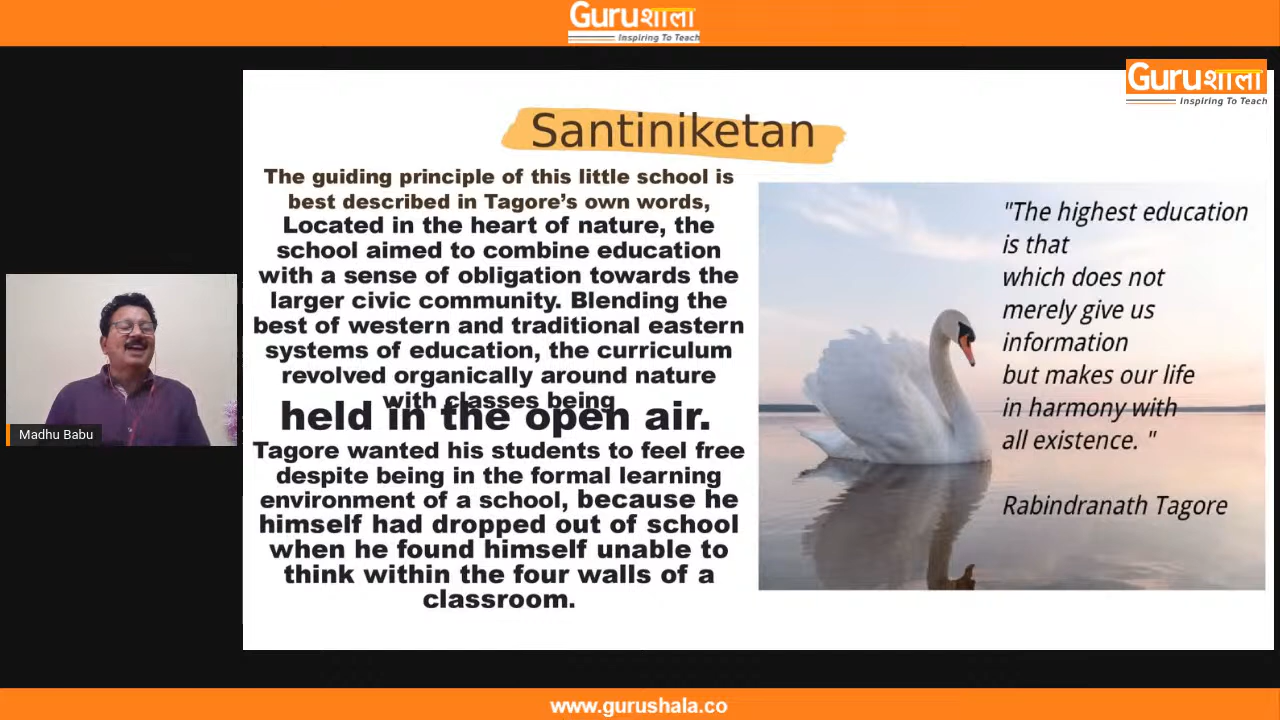 Guruशाला
Inspiring To Teach
Guruशाला
Inspiring To Teach
Santiniketan
The guiding principle of this little school is
best described in Tagore’s own words,
Located in the heart of nature, the
school aimed to combine education
with a sense of obligation towards the
larger civic community. Blending the
best of western and traditional eastern
systems of education, the curriculum
revolved organically around nature
with classes being
held in the open air.
Tagore wanted his students to feel free
despite being in the formal learning
environment of a school, because he
himself had dropped out of school
when he found himself unable to
think within the four walls of a
classroom.
"The highest education
is that
which does not
merely give us
information
but makes our life
in harmony with
all existence. "
Rabindranath Tagore
Madhu Babu
www.gurushala.co